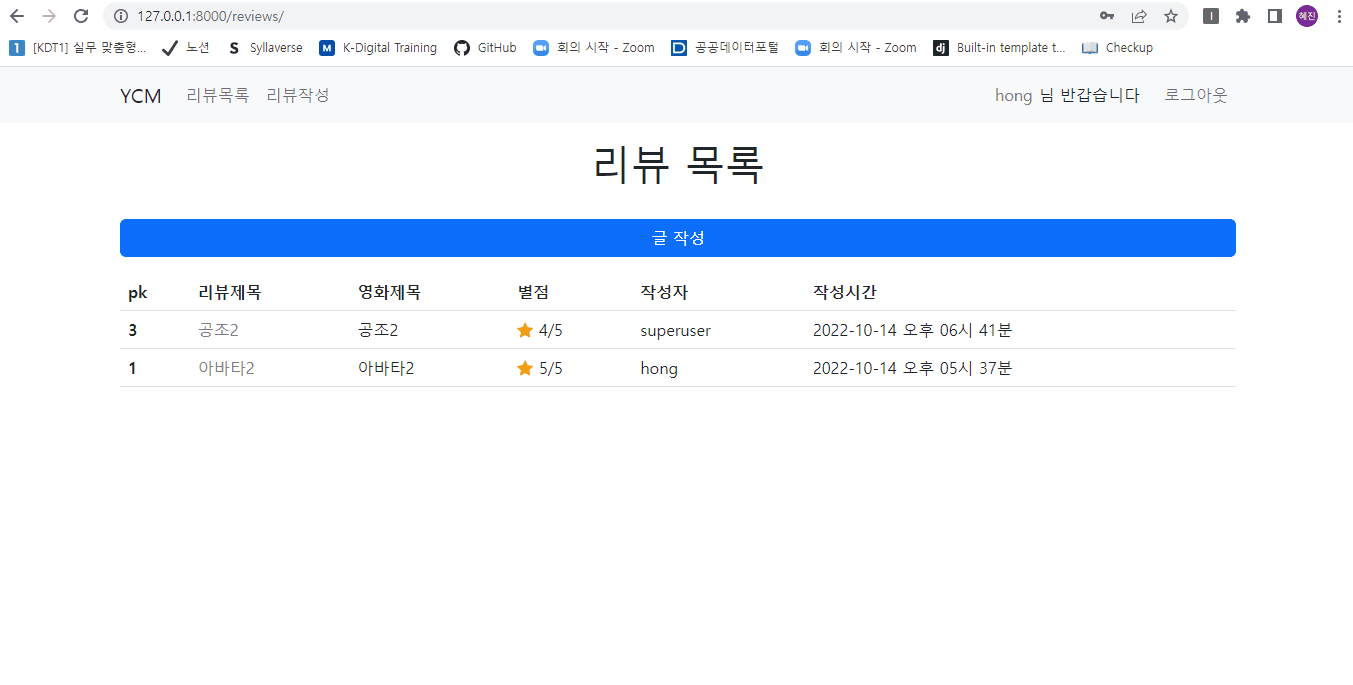 127.0.0.1:8000/reviews/
[KDT1] 실무 맞춤형... 노션 Syllaverse K-Digital Training GitHub 회의 시작 - Zoom 공공데이터포털 회의 시작 - Zoom Built-in template t... Checkup
YCM 리뷰목록 리뷰작성 hong 님 반갑습니다 로그아웃
리뷰 목록
글 작성
pk 리뷰제목 영화제목 별점 작성자 작성시간
3 공조2 공조2 4/5 superuser 2022-10-14 오후 06시 41분
1 아바타2 아바타2 5/5 hong 2022-10-14 오후 05시 37분